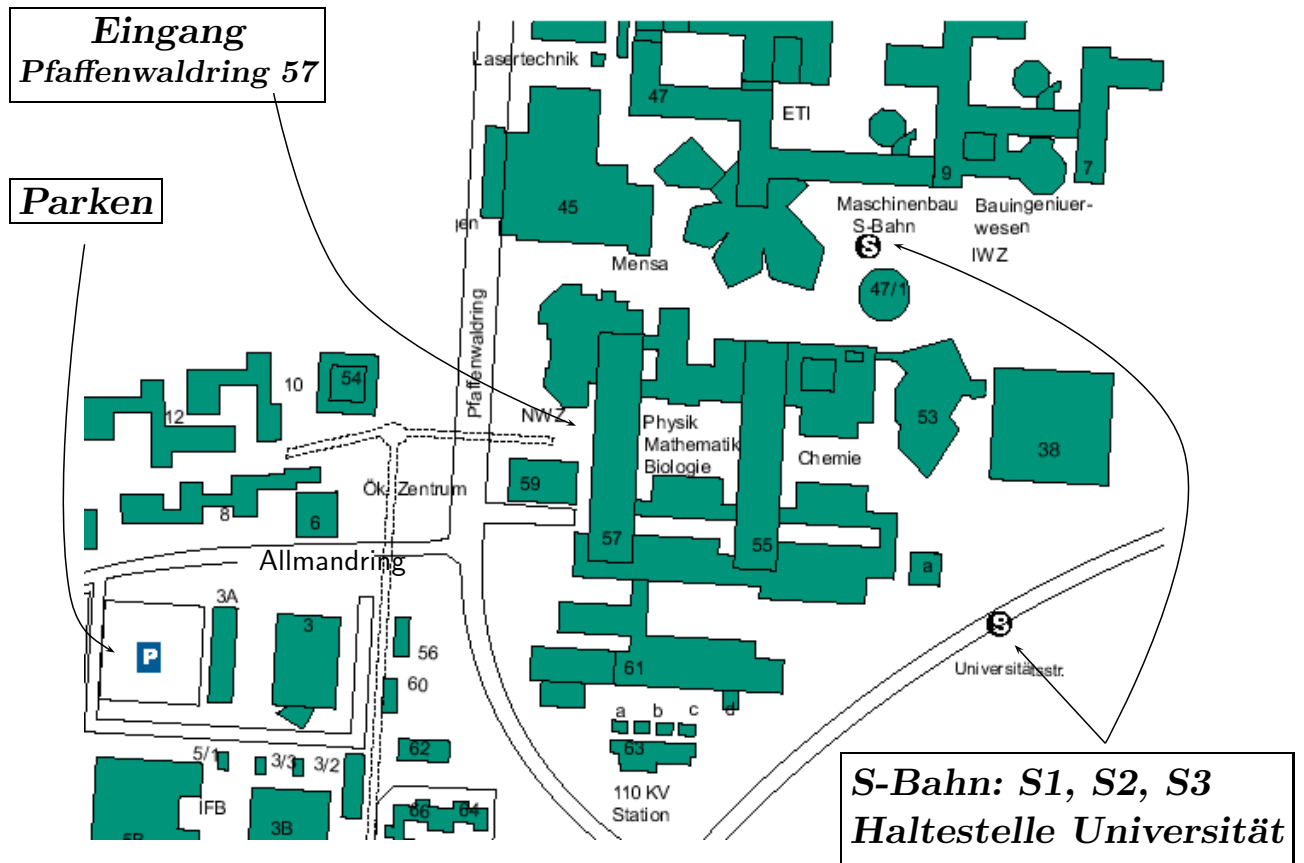 Eingang
Pfaffenwaldring 57
Lasertechnik
47
ETI
9
7
Parken
45
Maschinenbau
S-Bahn
Bauingeniuer-
wesen
IWZ
S
gen
Mensa
47/1
Pfaffenwaldring
10
54
12
NWZ
Physik
Mathematik
Biologie
Chemie
53
38
Ök. Zentrum
59
8
6
57
55
a
Allmandring
3A
3
P
56
60
61
S
Universitätsstr.
a
b
c
d
5/1
3/3
3/2
62
63
IFB
110 KV
Station
66
64
5B
3B
S-Bahn: S1, S2, S3
Haltestelle Universität